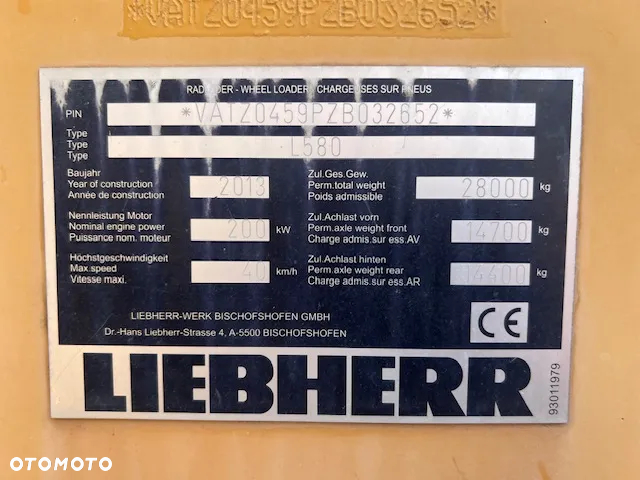 *VATZ0459PZB032652*
RADLADER - WHEEL LOADER - CHARGEUSES SUR PNEUS
PIN *VATZ0459PZB032652*
Type
Type L580
Type
Baujahr
Year of construction 2013
Année de construction
Nennleistung Motor
Nominal engine power 200 kW
Puissance nom. moteur
Höchstgeschwindigkeit
Max.speed 40 km/h
Vitesse maxi.
Zul.Ges.Gew.
Perm.total weight 28000 kg
Poids admissible
Zul.Achlast vorn
Perm.axle weight front 14700 kg
Charge admis.sur ess.AV
Zul.Achlast hinten
Perm.axle weight rear 14400 kg
Charge admis.sur ess.AR
LIEBHERR-WERK BISCHOFSHOFEN GMBH
Dr.-Hans Liebherr-Strasse 4, A-5500 BISCHOFSHOFEN
CE
LIEBHERR
93011979
OTOMOTO